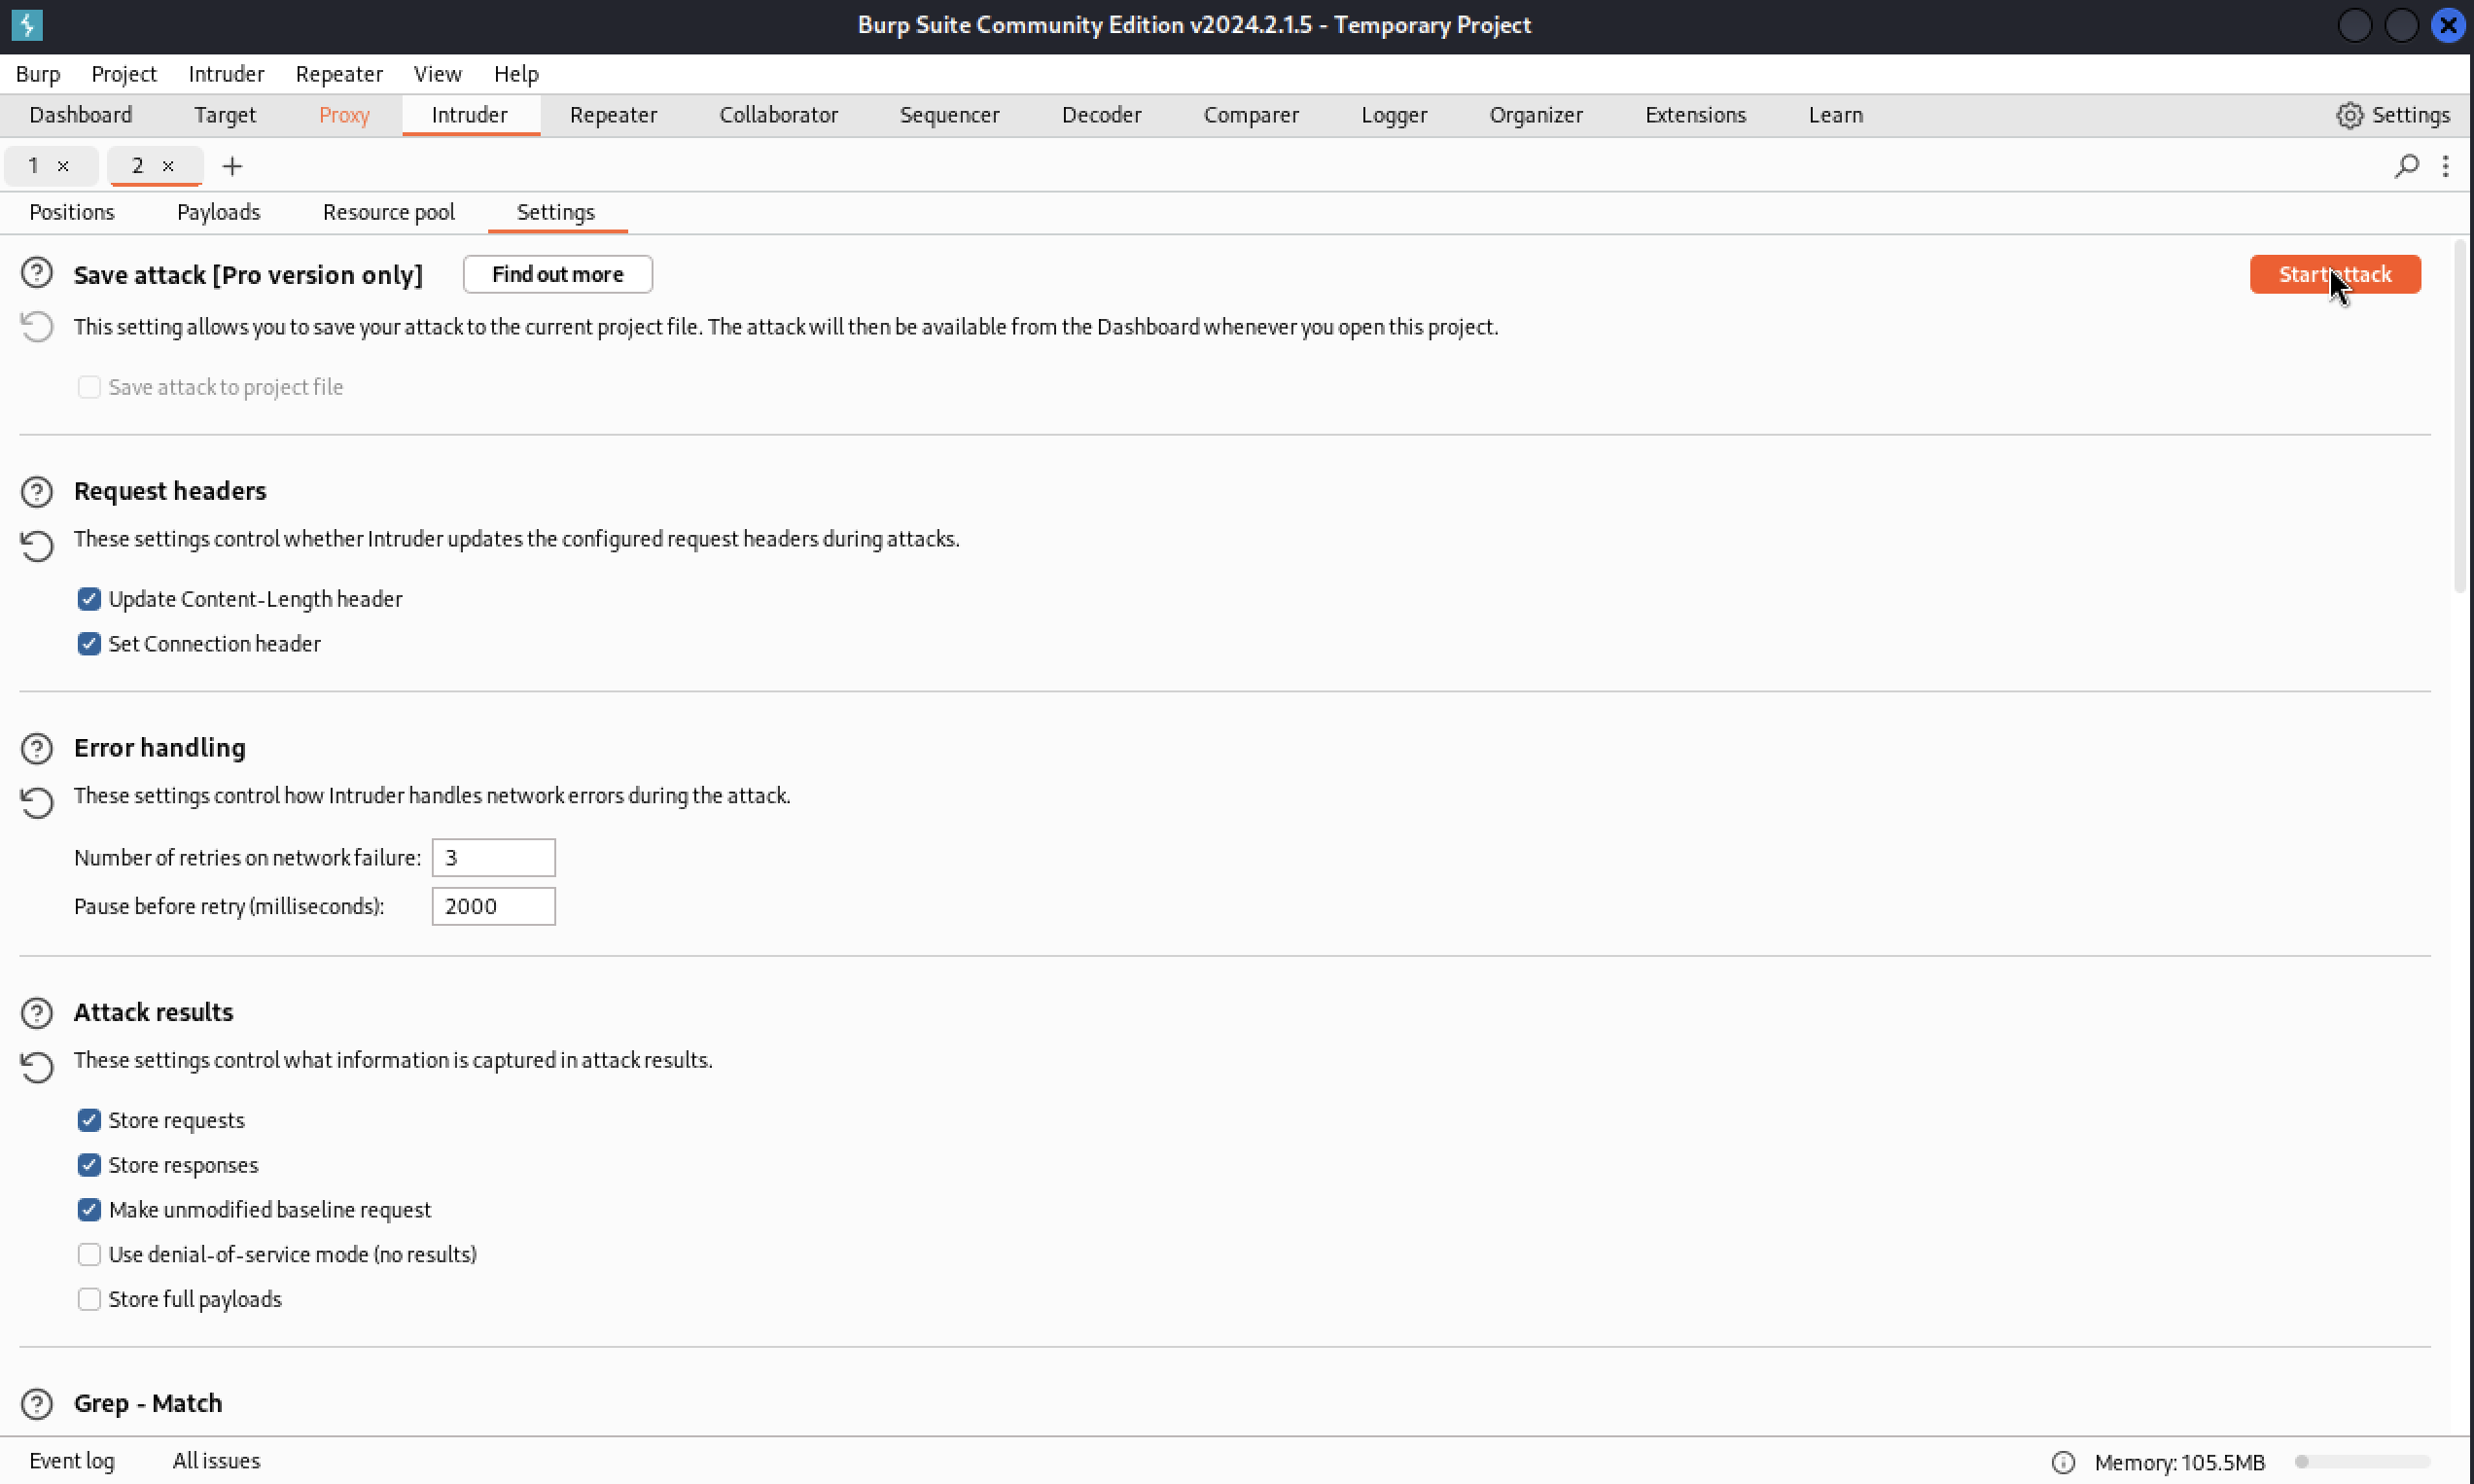 Burp Suite Community Edition v2024.2.1.5 - Temporary Project
Burp Project Intruder Repeater View Help
Dashboard Target Proxy Intruder Repeater Collaborator Sequencer Decoder Comparer Logger Organizer Extensions Learn Settings
1 × 2 × +
Positions Payloads Resource pool Settings
Save attack [Pro version only] Find out more Start attack
This setting allows you to save your attack to the current project file. The attack will then be available from the Dashboard whenever you open this project.
Save attack to project file
Request headers
These settings control whether Intruder updates the configured request headers during attacks.
Update Content-Length header
Set Connection header
Error handling
These settings control how Intruder handles network errors during the attack.
Number of retries on network failure: 3
Pause before retry (milliseconds): 2000
Attack results
These settings control what information is captured in attack results.
Store requests
Store responses
Make unmodified baseline request
Use denial-of-service mode (no results)
Store full payloads
Grep - Match
Event log All issues Memory: 105.5MB